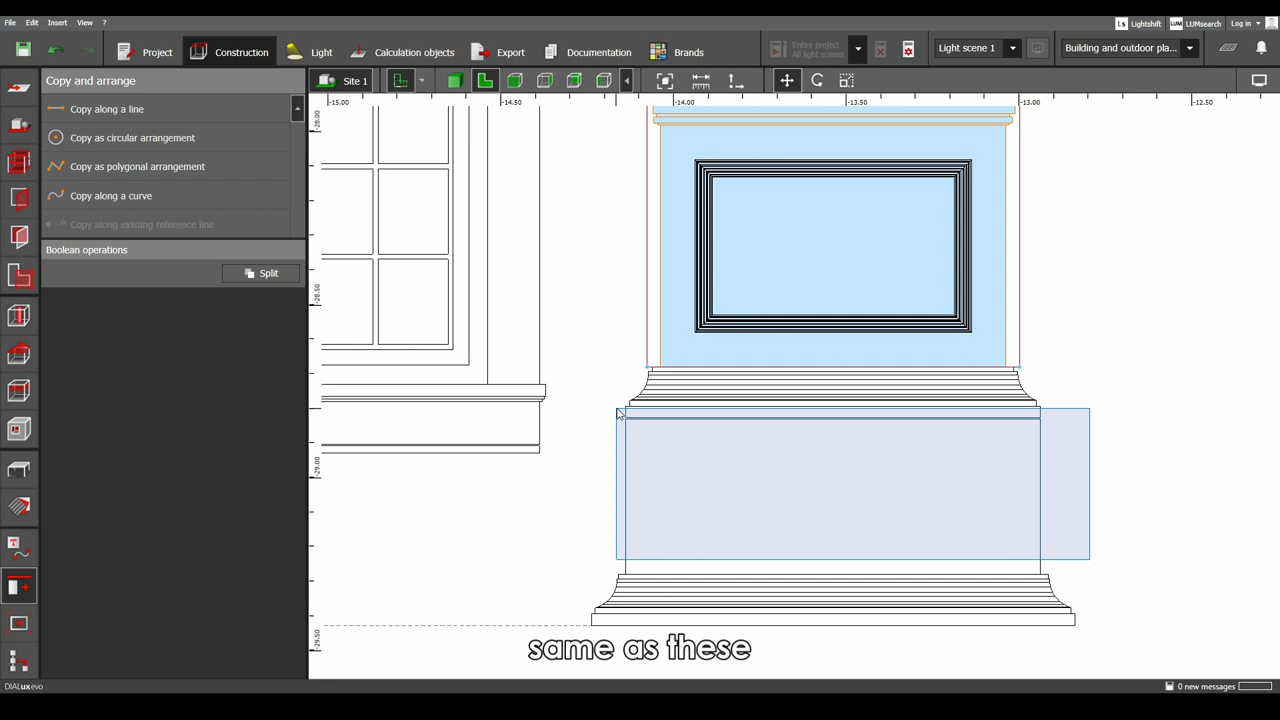 File Edit Insert View ?
Ls Lightshift LUM LUMsearch Log in
Project Construction Light Calculation objects Export Documentation Brands Entire project All light scenes Light scene 1 Building and outdoor pla...
Copy and arrange
Site 1
Copy along a line
Copy as circular arrangement
Copy as polygonal arrangement
Copy along a curve
Copy along existing reference line
Boolean operations
Split
-15.00 -14.50 -14.00 -13.50 -13.00 -12.50
-28.00
-28.50
-29.00
-29.50
T
same as these
DIALux evo
0 new messages